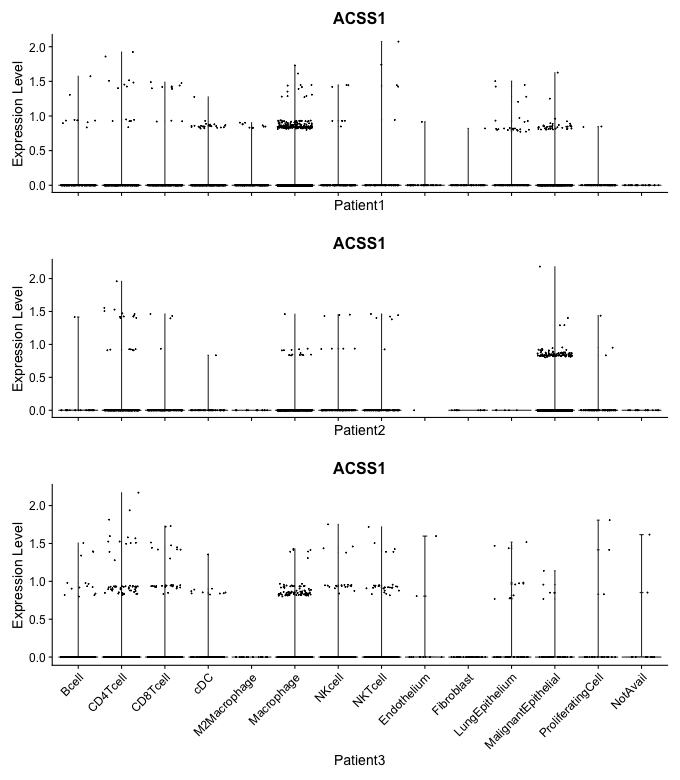 ACSS1
Expression Level
2.0
1.5
1.0
0.5
0.0
Patient1
ACSS1
Expression Level
2.0
1.5
1.0
0.5
0.0
Patient2
ACSS1
Expression Level
2.0
1.5
1.0
0.5
0.0
Bcell
CD4Tcell
CD8Tcell
cDC
M2Macrophage
Macrophage
NKcell
NKTcell
Endothelium
Fibroblast
LungEpithelium
MalignantEpithelial
ProliferatingCell
NotAvail
Patient3